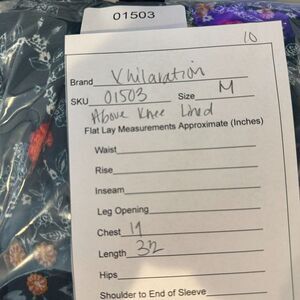 01503
10
Brand Xhilaration
SKU 01503 Size M
Above Knee Lined
Flat Lay Measurements Approximate (Inches)
Waist
Rise
Inseam
Leg Opening
Chest 19
Length 32
Hips
Shoulder to End of Sleeve